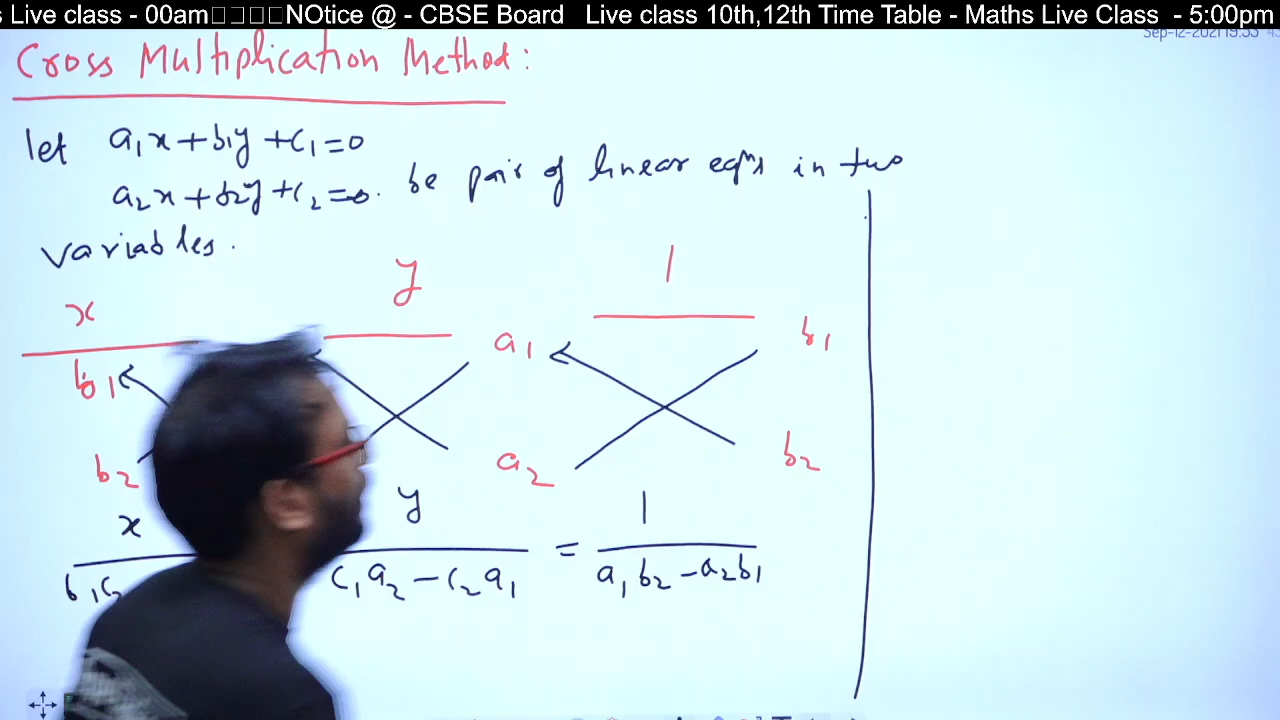 s Live class - 00am□□□□NOtice @ - CBSE Board Live class 10th,12th Time Table - Maths Live Class - 5:00pm
Cross Multiplication Method:
let a₁x+b₁y+c₁=0
a₂x+b₂y+c₂=0. be pair of linear eqⁿs in two
variables.
x y 1
b₁ a₁ b₁
b₂ a₂ b₂
x y 1
b₁c₂ c₁a₂-c₂a₁ = a₁b₂-a₂b₁